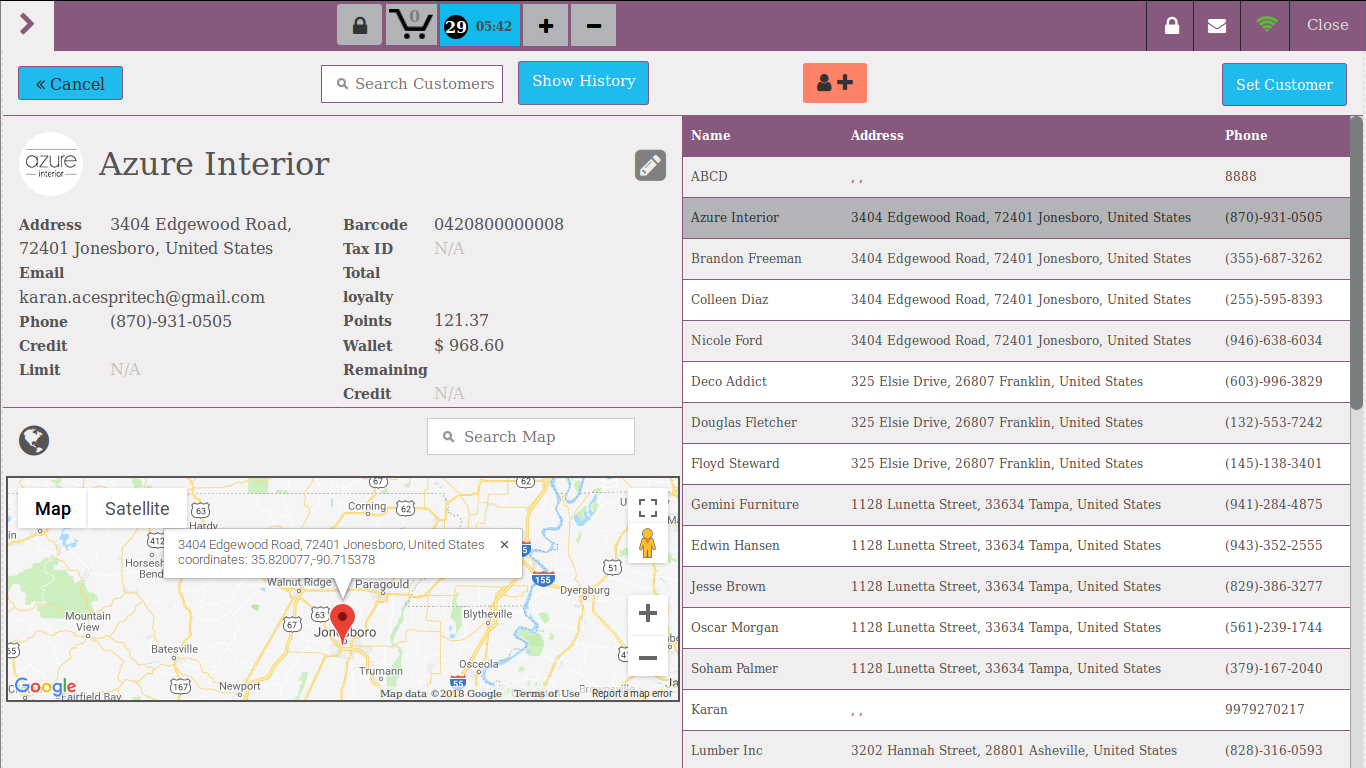 0
29 05:42
+
−
Close
« Cancel
Search Customers
Show History
+
Set Customer
azure
interior
Azure Interior
Address 3404 Edgewood Road,
72401 Jonesboro, United States
Email
karan.acespritech@gmail.com
Phone (870)-931-0505
Credit
Limit N/A
Barcode 0420800000008
Tax ID N/A
Total
loyalty
Points 121.37
Wallet $ 968.60
Remaining
Credit N/A
Search Map
Map Satellite
67
62
63
Corning 62
Hardy
412
Horsesh
Bend
3404 Edgewood Road, 72401 Jonesboro, United States ×
coordinates: 35.820077,-90.715378
Walnut Ridge Paragould
155
51
Dyersburg
Mountain
View
63
67
Blytheville
Jonesboro
Batesville
65
Trumann
Osceola
55
167
Newport
Google
Fairfield Bay
Map data ©2018 Google Terms of Use Report a map error
Name Address Phone
ABCD , , 8888
Azure Interior 3404 Edgewood Road, 72401 Jonesboro, United States (870)-931-0505
Brandon Freeman 3404 Edgewood Road, 72401 Jonesboro, United States (355)-687-3262
Colleen Diaz 3404 Edgewood Road, 72401 Jonesboro, United States (255)-595-8393
Nicole Ford 3404 Edgewood Road, 72401 Jonesboro, United States (946)-638-6034
Deco Addict 325 Elsie Drive, 26807 Franklin, United States (603)-996-3829
Douglas Fletcher 325 Elsie Drive, 26807 Franklin, United States (132)-553-7242
Floyd Steward 325 Elsie Drive, 26807 Franklin, United States (145)-138-3401
Gemini Furniture 1128 Lunetta Street, 33634 Tampa, United States (941)-284-4875
Edwin Hansen 1128 Lunetta Street, 33634 Tampa, United States (943)-352-2555
Jesse Brown 1128 Lunetta Street, 33634 Tampa, United States (829)-386-3277
Oscar Morgan 1128 Lunetta Street, 33634 Tampa, United States (561)-239-1744
Soham Palmer 1128 Lunetta Street, 33634 Tampa, United States (379)-167-2040
Karan , , 9979270217
Lumber Inc 3202 Hannah Street, 28801 Asheville, United States (828)-316-0593